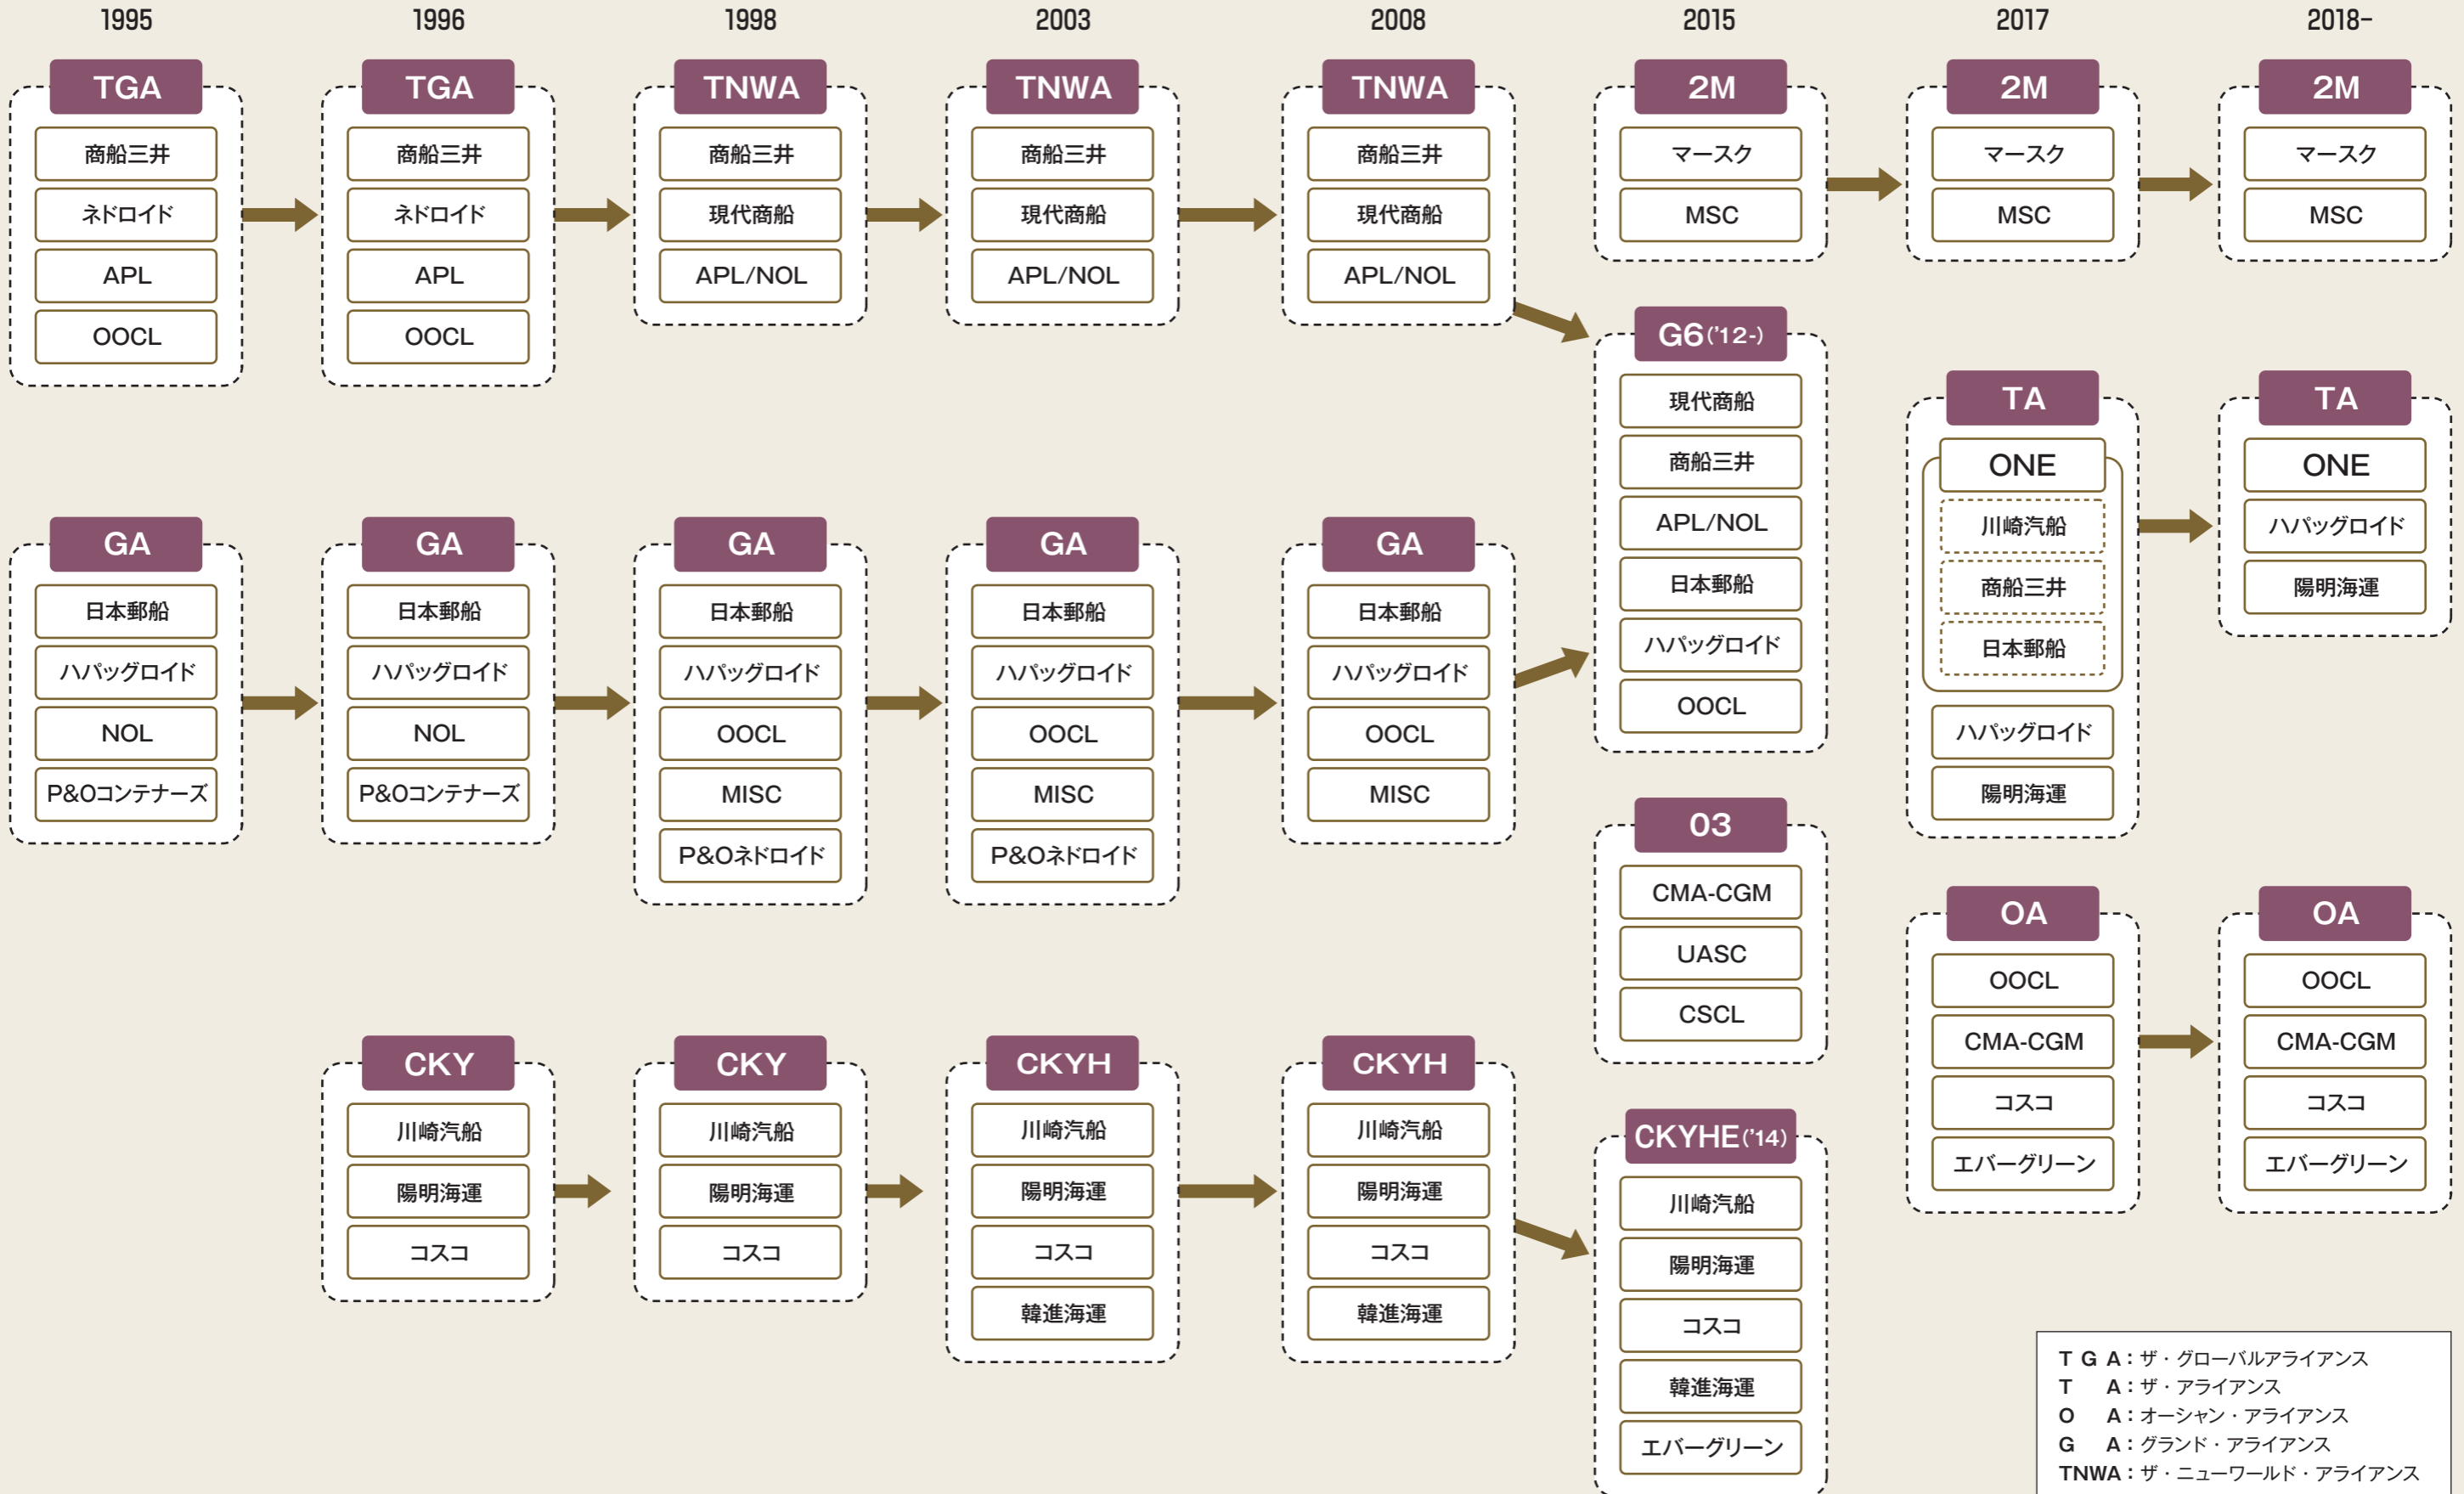 1995
1996
1998
2003
2008
2015
2017
2018–
TGA
商船三井
ネドロイド
APL
OOCL
TGA
商船三井
ネドロイド
APL
OOCL
TNWA
商船三井
現代商船
APL/NOL
TNWA
商船三井
現代商船
APL/NOL
TNWA
商船三井
現代商船
APL/NOL
2M
マースク
MSC
2M
マースク
MSC
2M
マースク
MSC
GA
日本郵船
ハパッグロイド
NOL
P&Oコンテナーズ
GA
日本郵船
ハパッグロイド
NOL
P&Oコンテナーズ
GA
日本郵船
ハパッグロイド
OOCL
MISC
P&Oネドロイド
GA
日本郵船
ハパッグロイド
OOCL
MISC
P&Oネドロイド
GA
日本郵船
ハパッグロイド
OOCL
MISC
G6('12-)
現代商船
商船三井
APL/NOL
日本郵船
ハパッグロイド
OOCL
TA
ONE
川崎汽船
商船三井
日本郵船
ハパッグロイド
陽明海運
TA
ONE
ハパッグロイド
陽明海運
O3
CMA-CGM
UASC
CSCL
OA
OOCL
CMA-CGM
コスコ
エバーグリーン
OA
OOCL
CMA-CGM
コスコ
エバーグリーン
CKY
川崎汽船
陽明海運
コスコ
CKY
川崎汽船
陽明海運
コスコ
CKYH
川崎汽船
陽明海運
コスコ
韓進海運
CKYH
川崎汽船
陽明海運
コスコ
韓進海運
CKYHE('14)
川崎汽船
陽明海運
コスコ
韓進海運
エバーグリーン
TGA：ザ・グローバルアライアンス
TA：ザ・アライアンス
OA：オーシャン・アライアンス
GA：グランド・アライアンス
TNWA：ザ・ニューワールド・アライアンス